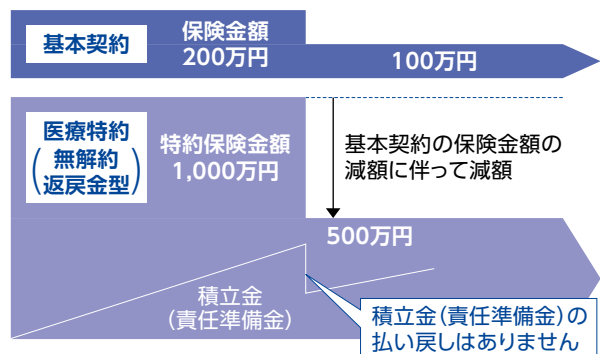 基本契約
保険金額
200万円
100万円
医療特約
(無解約
返戻金型)
特約保険金額
1,000万円
基本契約の保険金額の
減額に伴って減額
500万円
積立金
(責任準備金)
積立金(責任準備金)の
払い戻しはありません